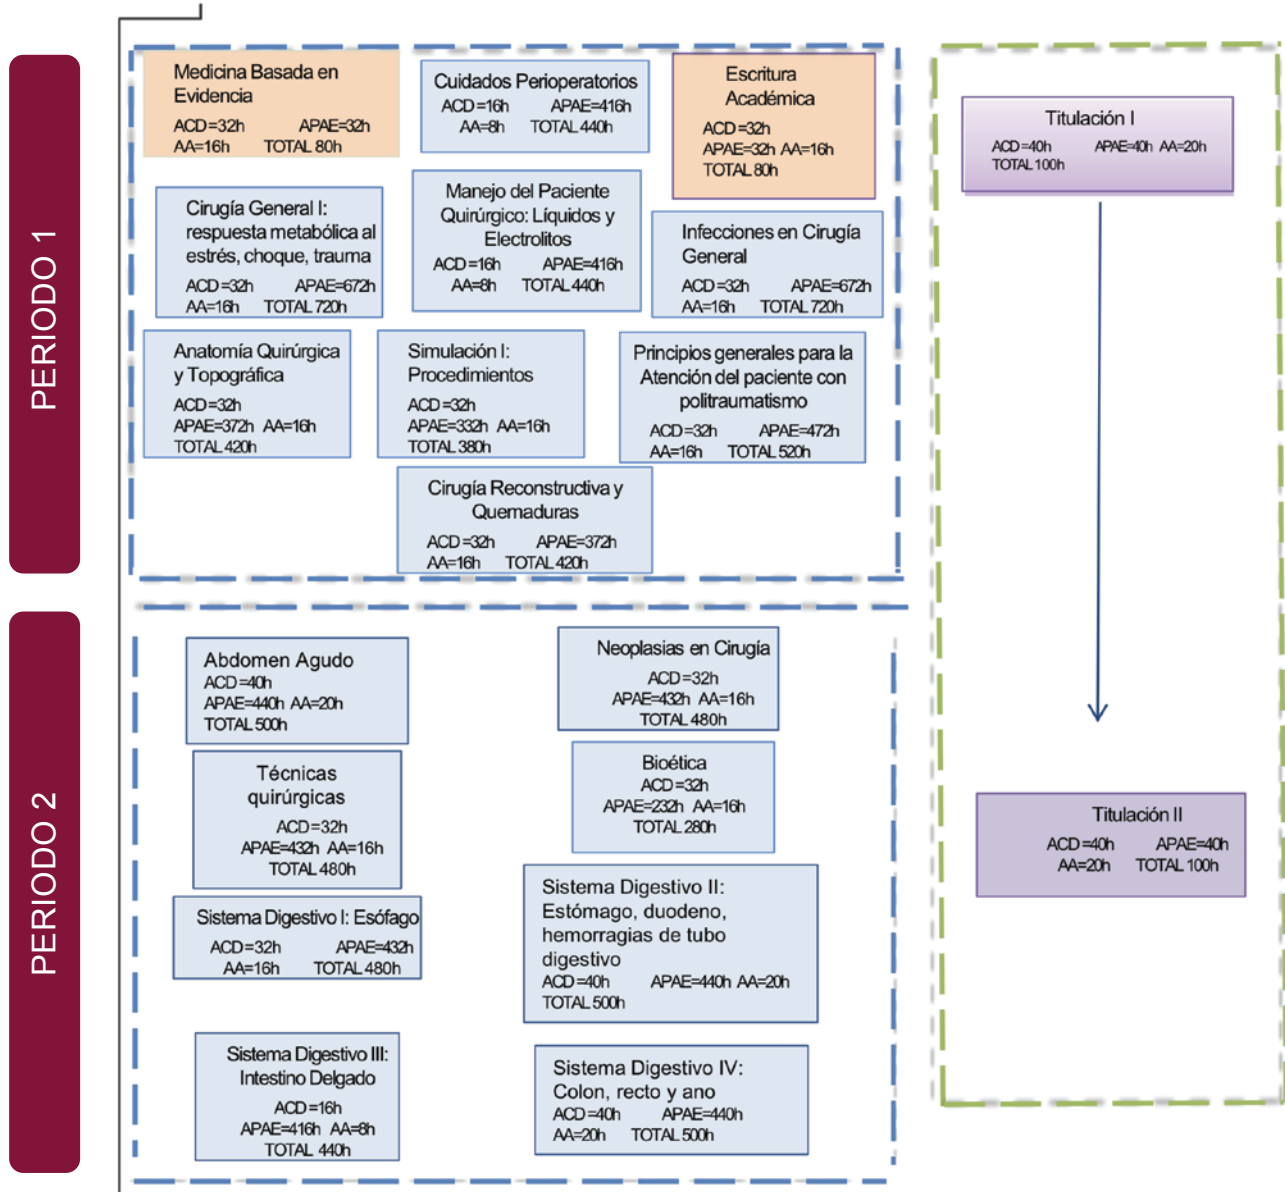 PERIODO 1
Medicina Basada en
Evidencia
ACD=32h APAE=32h
AA=16h TOTAL 80h
Cuidados Perioperatorios
ACD=16h APAE=416h
AA=8h TOTAL 440h
Escritura
Académica
ACD=32h
APAE=32h AA=16h
TOTAL 80h
Cirugía General I:
respuesta metabólica al
estrés, choque, trauma
ACD=32h APAE=672h
AA=16h TOTAL 720h
Manejo del Paciente
Quirúrgico: Líquidos y
Electrolitos
ACD=16h APAE=416h
AA=8h TOTAL 440h
Infecciones en Cirugía
General
ACD=32h APAE=672h
AA=16h TOTAL 720h
Anatomía Quirúrgica
y Topográfica
ACD=32h
APAE=372h AA=16h
TOTAL 420h
Simulación I:
Procedimientos
ACD=32h
APAE=332h AA=16h
TOTAL 380h
Principios generales para la
Atención del paciente con
politraumatismo
ACD=32h APAE=472h
AA=16h TOTAL 520h
Cirugía Reconstructiva y
Quemaduras
ACD=32h APAE=372h
AA=16h TOTAL 420h
Titulación I
ACD=40h APAE=40h AA=20h
TOTAL 100h
PERIODO 2
Abdomen Agudo
ACD=40h
APAE=440h AA=20h
TOTAL 500h
Neoplasias en Cirugía
ACD=32h
APAE=432h AA=16h
TOTAL 480h
Técnicas
quirúrgicas
ACD=32h
APAE=432h AA=16h
TOTAL 480h
Bioética
ACD=32h
APAE=232h AA=16h
TOTAL 280h
Sistema Digestivo I: Esófago
ACD=32h APAE=432h
AA=16h TOTAL 480h
Sistema Digestivo II:
Estómago, duodeno,
hemorragias de tubo
digestivo
ACD=40h APAE=440h AA=20h
TOTAL 500h
Sistema Digestivo III:
Intestino Delgado
ACD=16h
APAE=416h AA=8h
TOTAL 440h
Sistema Digestivo IV:
Colon, recto y ano
ACD=40h APAE=440h
AA=20h TOTAL 500h
Titulación II
ACD=40h APAE=40h
AA=20h TOTAL 100h